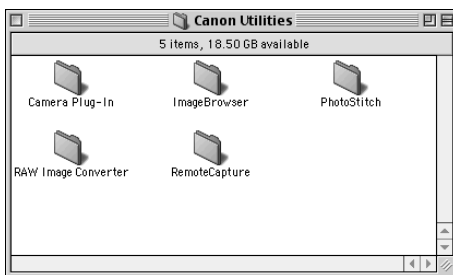 Canon Utilities
5 items, 18.50 GB available
Camera Plug-In ImageBrowser PhotoStitch
RAW Image Converter RemoteCapture